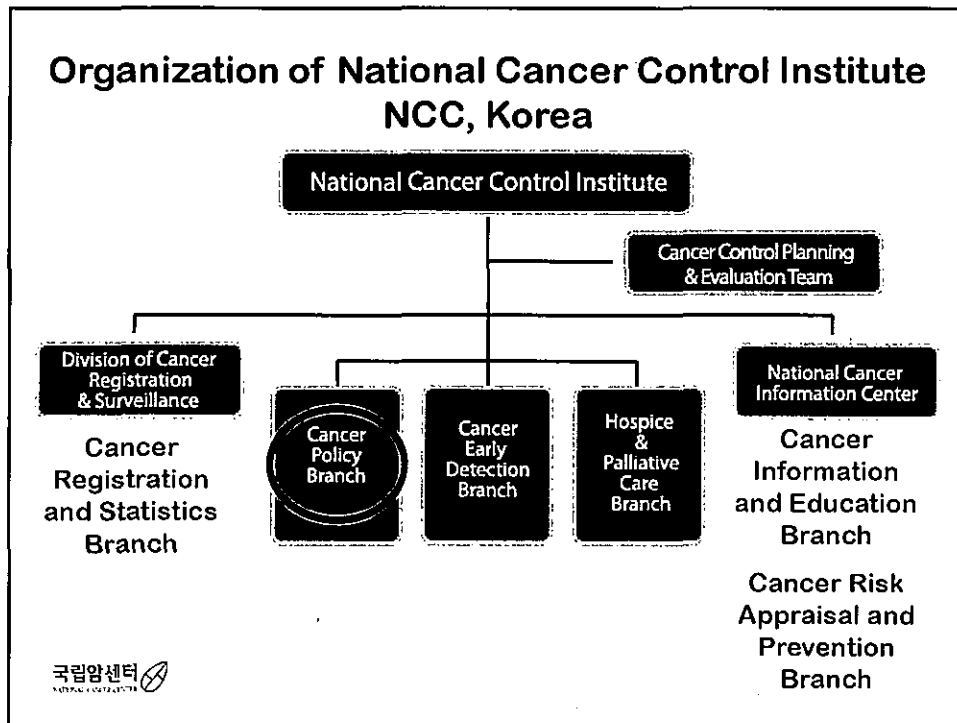 Organization of National Cancer Control Institute
NCC, Korea
National Cancer Control Institute
Cancer Control Planning
& Evaluation Team
Division of Cancer
Registration
& Surveillance
Cancer
Registration
and Statistics
Branch
Cancer
Policy
Branch
Cancer
Early
Detection
Branch
Hospice
&
Palliative
Care
Branch
National Cancer
Information Center
Cancer
Information
and Education
Branch
Cancer Risk
Appraisal and
Prevention
Branch
국립암센터